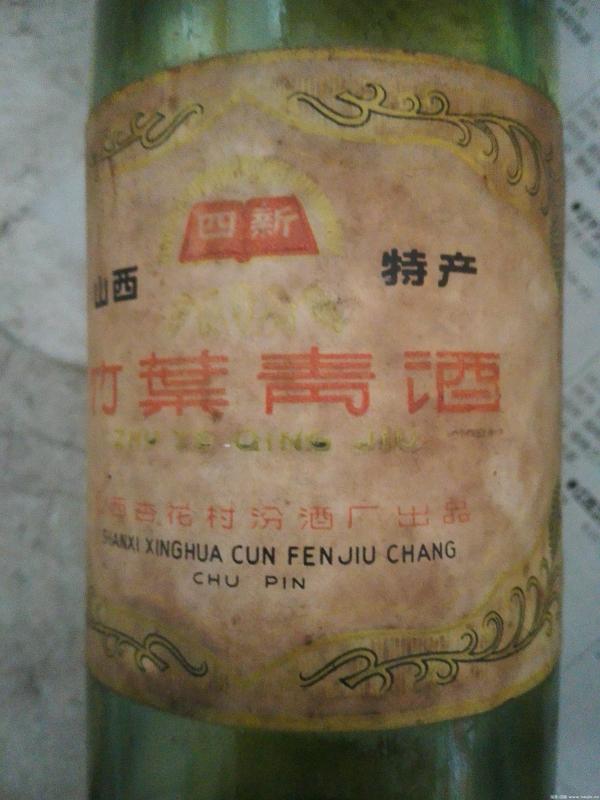 四新
山西 特产
竹葉青酒
ZHU YE QING JIU
山西杏花村汾酒厂出品
SHANXI XINGHUA CUN FENJIU CHANG
CHU PIN